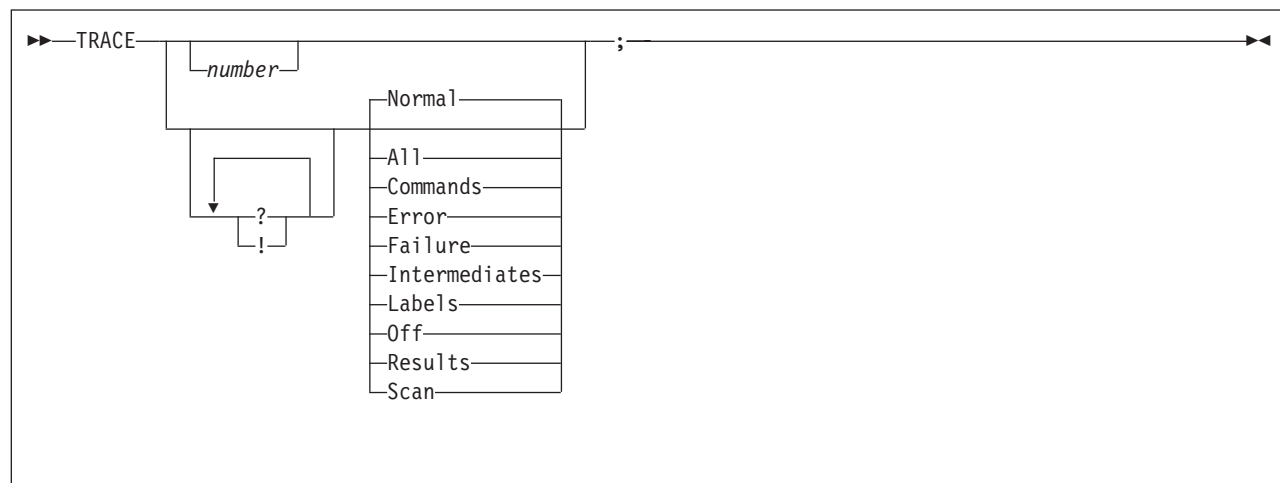 TRACE ;
number
Normal
All
Commands
?
Error
!
Failure
Intermediates
Labels
Off
Results
Scan